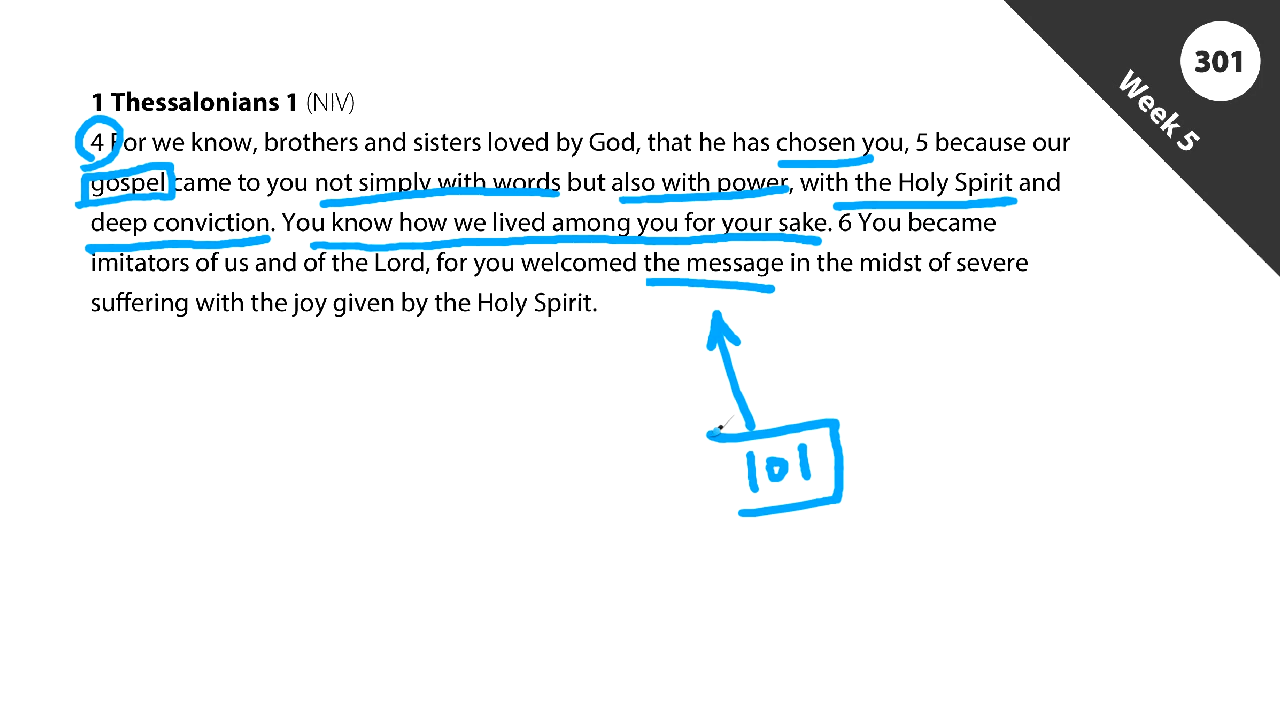 301
Week 5
1 Thessalonians 1 (NIV)
4 For we know, brothers and sisters loved by God, that he has chosen you, 5 because our
gospel came to you not simply with words but also with power, with the Holy Spirit and
deep conviction. You know how we lived among you for your sake. 6 You became
imitators of us and of the Lord, for you welcomed the message in the midst of severe
suffering with the joy given by the Holy Spirit.
101